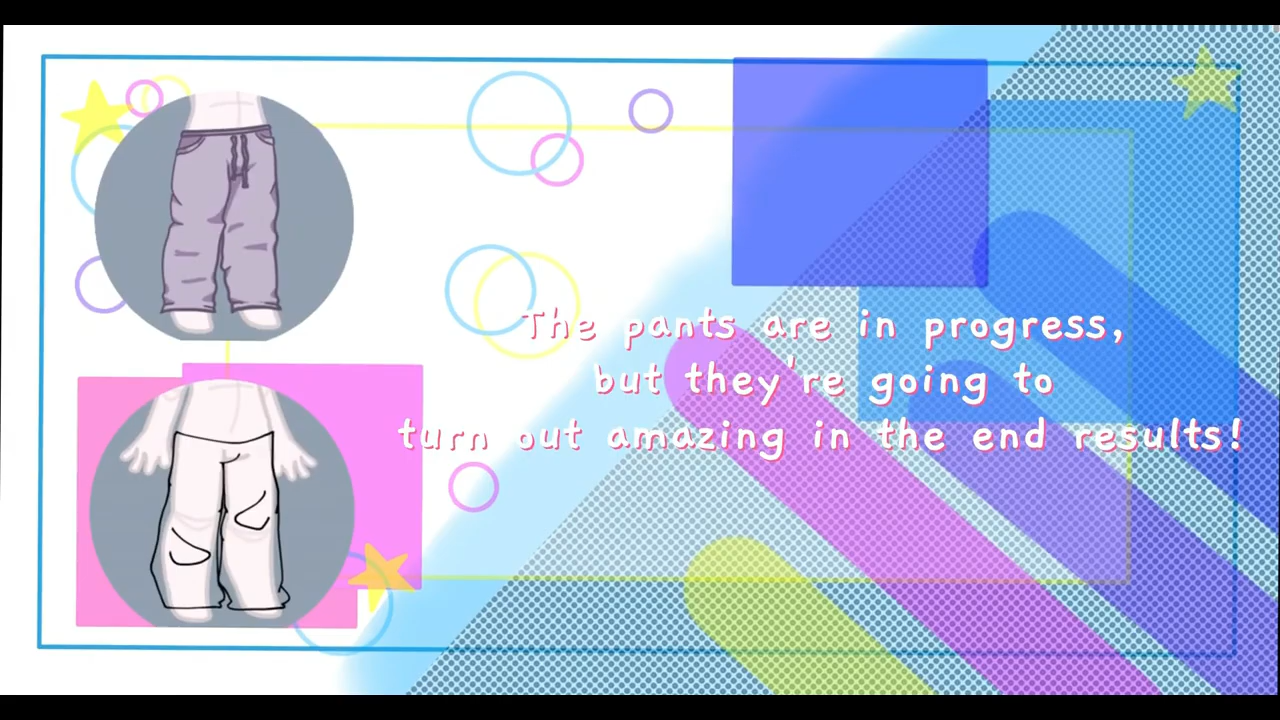 The pants are in progress,
but they're going to
turn out amazing in the end results!